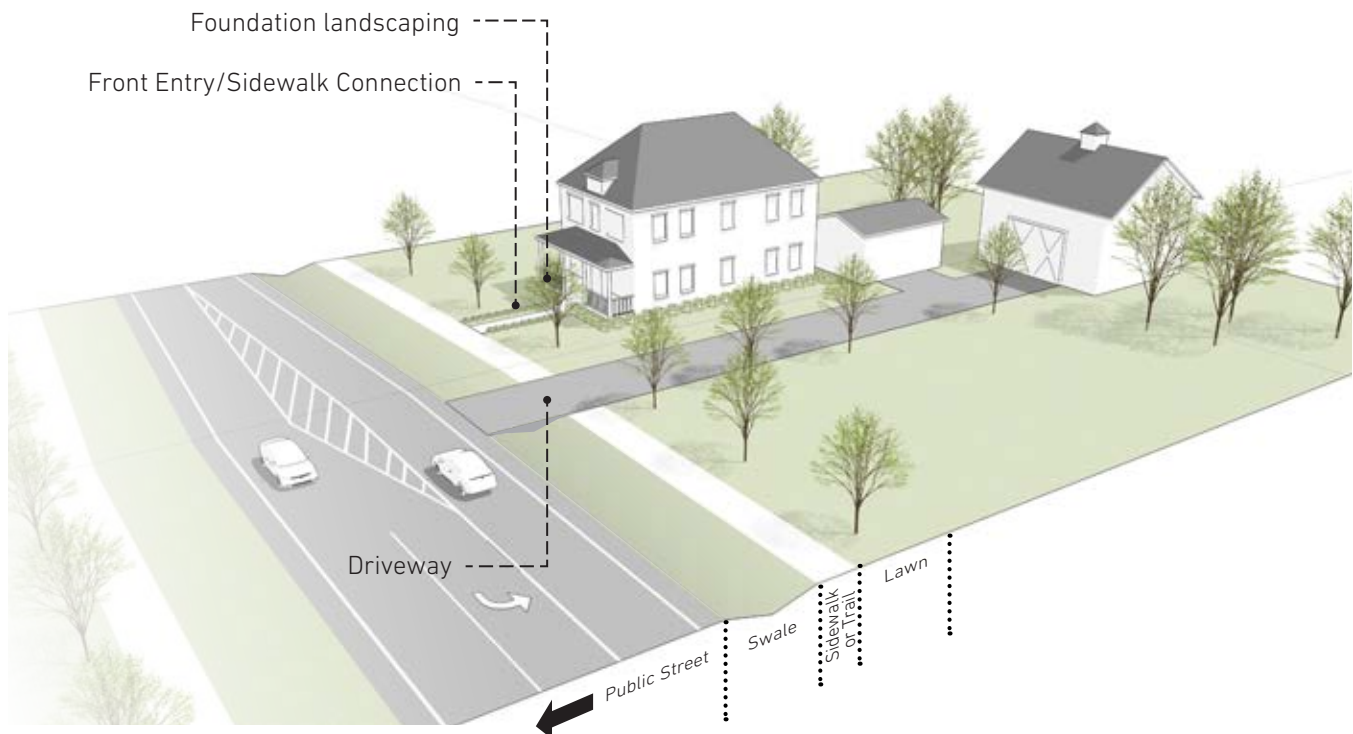 Foundation landscaping
Front Entry/Sidewalk Connection
Driveway
Public Street
Swale
Sidewalk
or Trail
Lawn